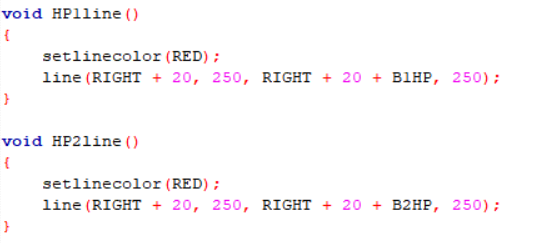 void HP1line()
{
    setlinecolor(RED);
    line(RIGHT + 20, 250, RIGHT + 20 + B1HP, 250);
}

void HP2line()
{
    setlinecolor(RED);
    line(RIGHT + 20, 250, RIGHT + 20 + B2HP, 250);
}